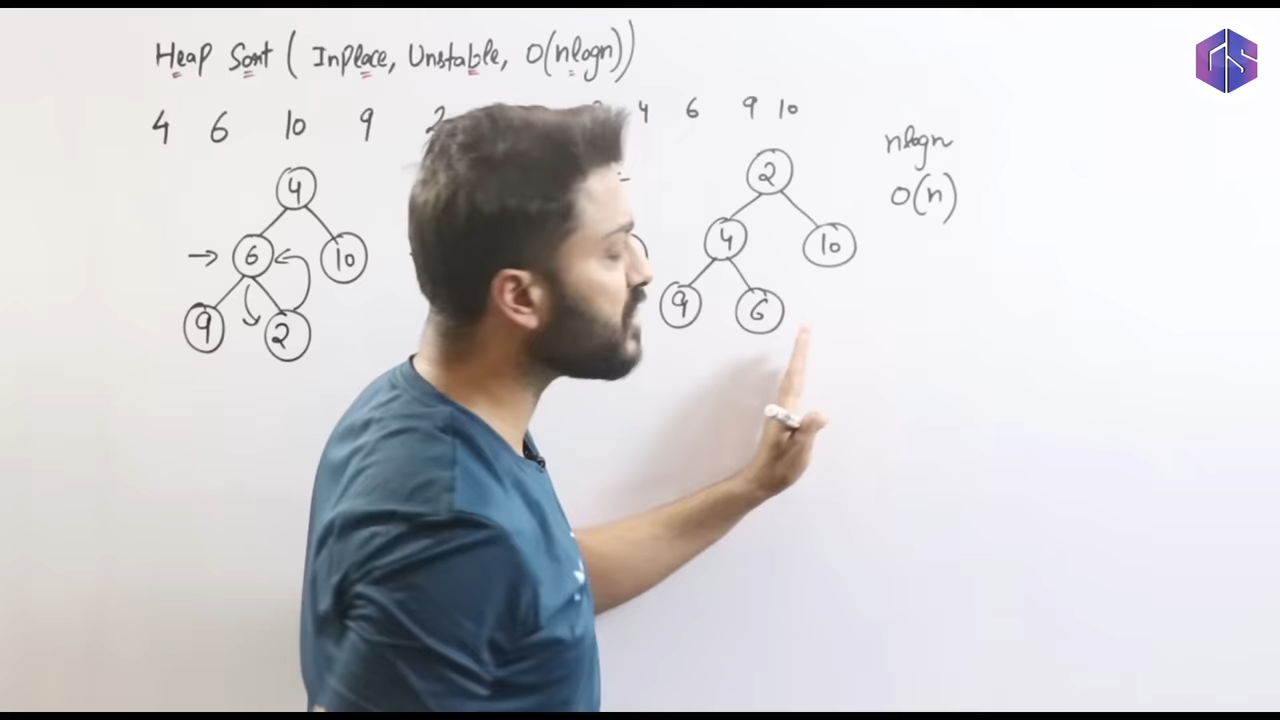 Heap Sort ( Inplace, Unstable, O(nlogn))
4 6 10 9 2 4 6 9 10
nlogn
O(n)
4
6 10
9 2
2
4 10
9 6